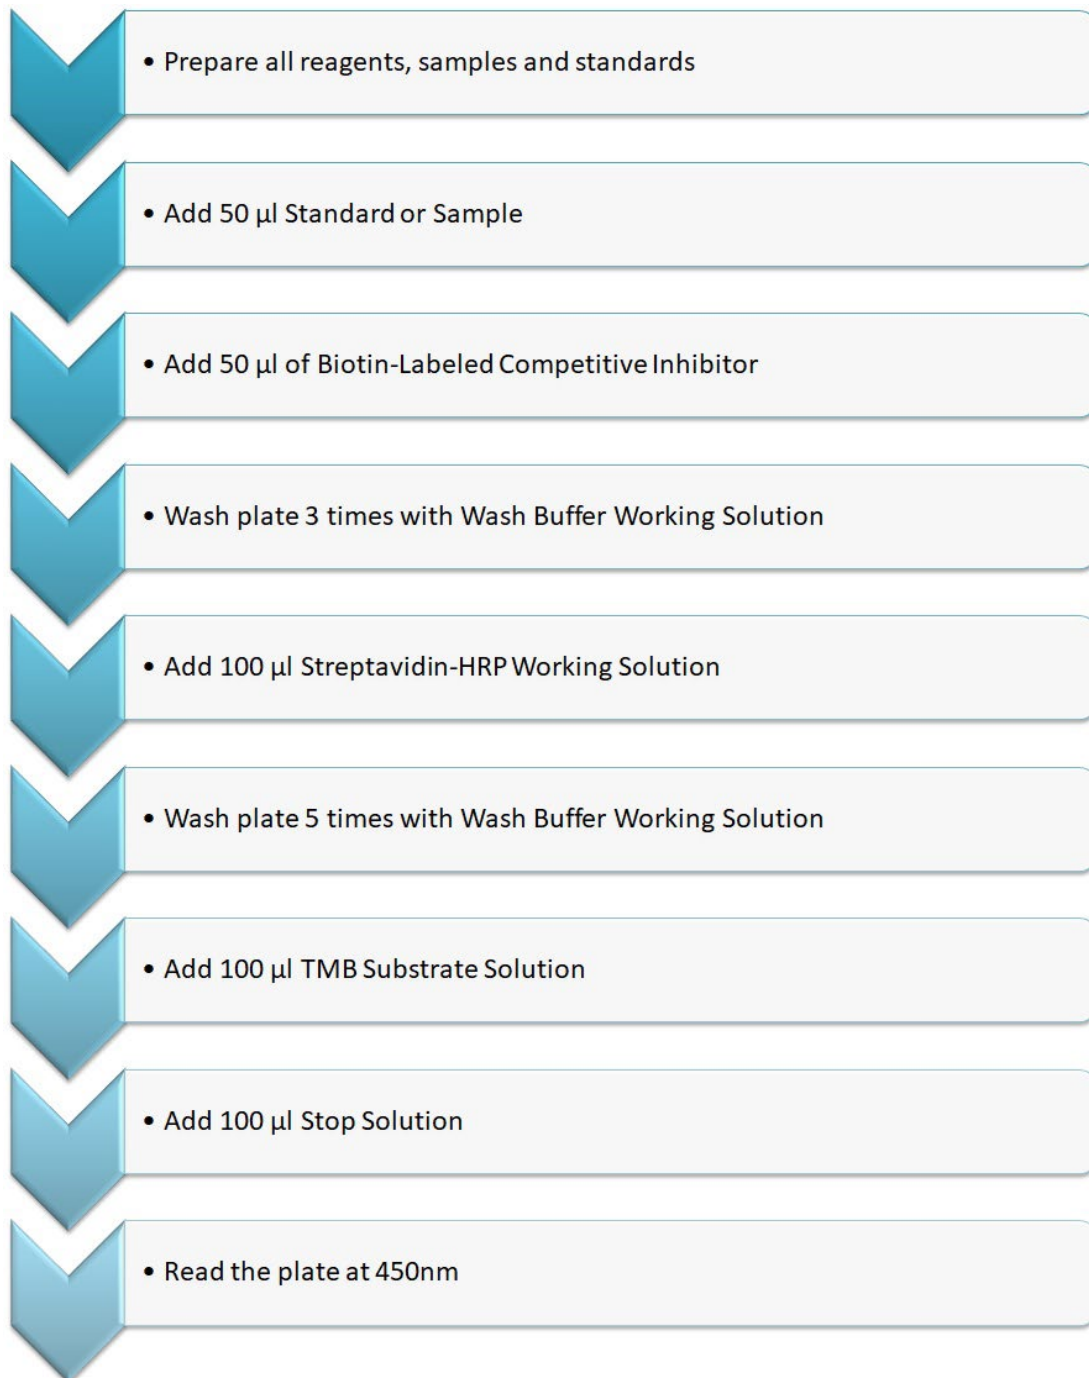 • Prepare all reagents, samples and standards
• Add 50 µl Standard or Sample
• Add 50 µl of Biotin-Labeled Competitive Inhibitor
• Wash plate 3 times with Wash Buffer Working Solution
• Add 100 µl Streptavidin-HRP Working Solution
• Wash plate 5 times with Wash Buffer Working Solution
• Add 100 µl TMB Substrate Solution
• Add 100 µl Stop Solution
• Read the plate at 450nm